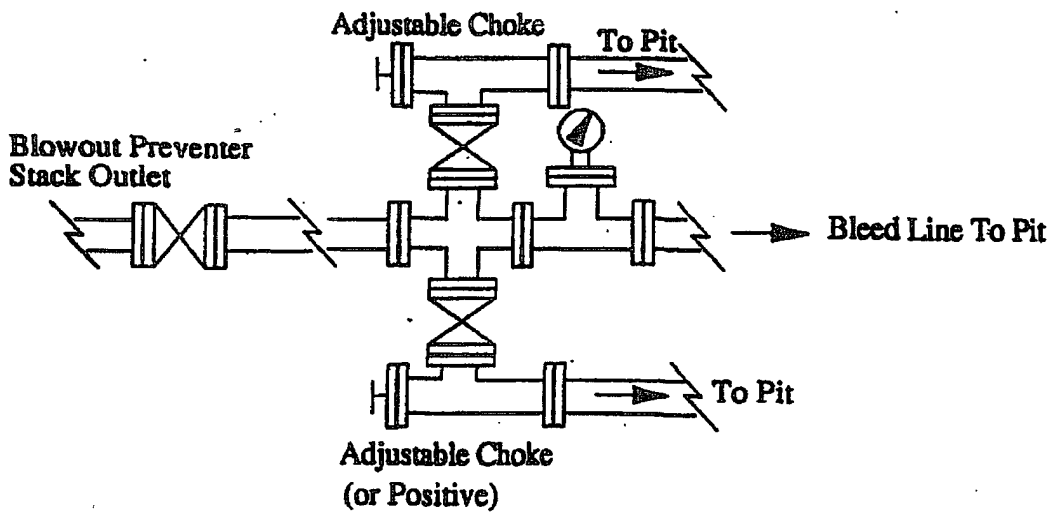 Adjustable Choke
To Pit
Blowout Preventer
Stack Outlet
Bleed Line To Pit
To Pit
Adjustable Choke
(or Positive)